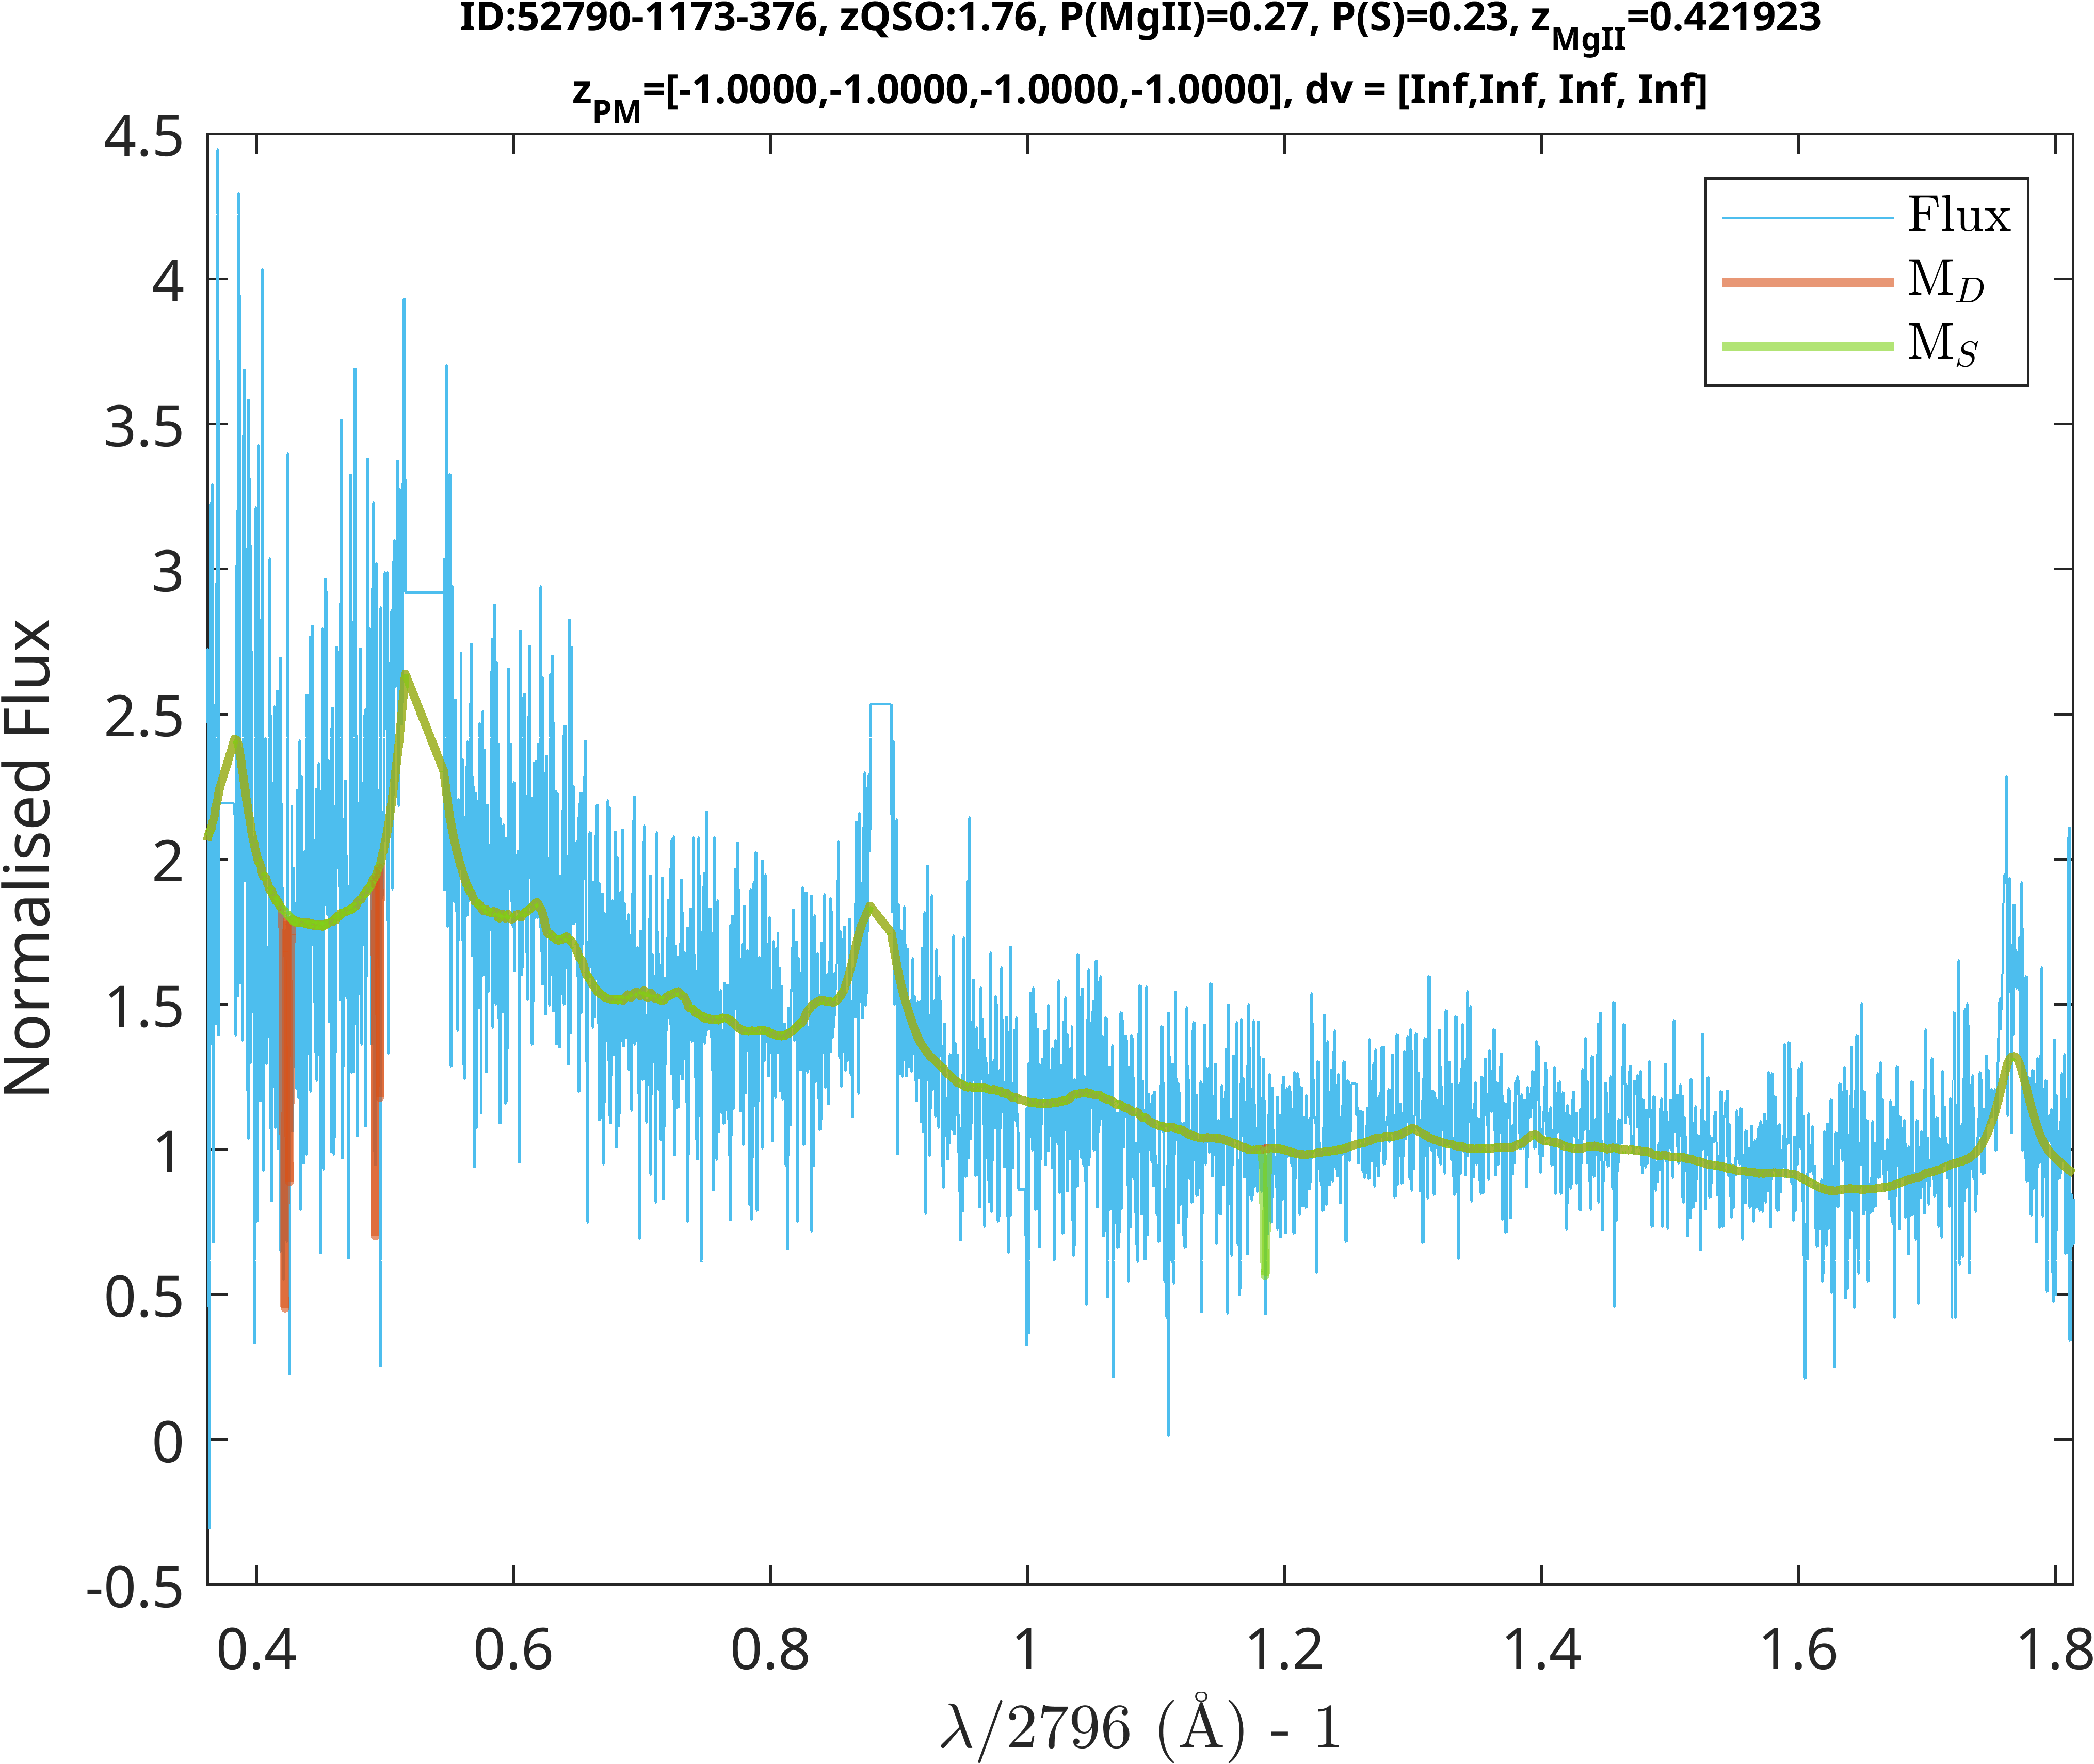 ID:52790-1173-376, zQSO:1.76, P(MgII)=0.27, P(S)=0.23, zMgII=0.421923
zPM=[-1.0000,-1.0000,-1.0000,-1.0000], dv = [Inf,Inf, Inf, Inf]
4.5
4
3.5
3
2.5
2
1.5
1
0.5
0
-0.5
Normalised Flux
Flux
MD
MS
0.4 0.6 0.8 1 1.2 1.4 1.6 1.8
λ/2796 (Å) - 1